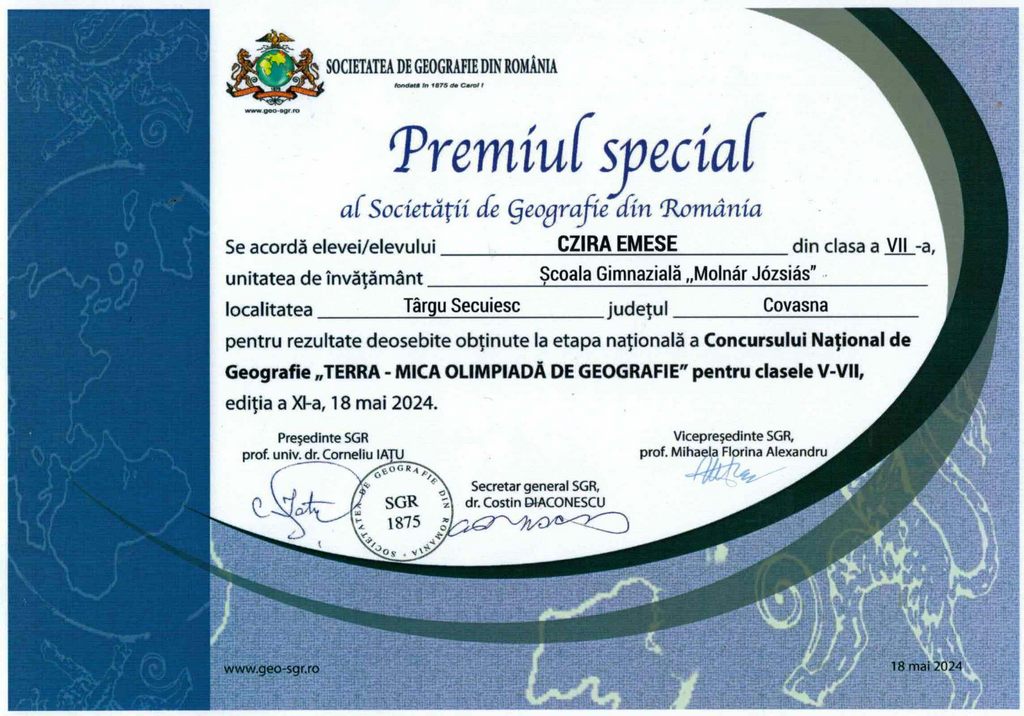 SOCIETATEA DE GEOGRAFIE DIN ROMÂNIA
fondată în 1875 de Carol I
www.geo-sgr.ro
Premiul special
al Societăţii de Geografie din România
Se acordă elevei/elevului CZIRA EMESE din clasa a VII -a,
unitatea de învățământ Școala Gimnazială „Molnár Józsiás”
localitatea Târgu Secuiesc județul Covasna
pentru rezultate deosebite obținute la etapa națională a Concursului Național de
Geografie „TERRA - MICA OLIMPIADĂ DE GEOGRAFIE” pentru clasele V-VII,
ediția a XI-a, 18 mai 2024.
Președinte SGR
prof. univ. dr. Corneliu IAȚU
Secretar general SGR,
dr. Costin DIACONESCU
Vicepreședinte SGR,
prof. Mihaela Florina Alexandru
SOCIETATEA DE GEOGRAFIE DIN ROMANIA
SGR
1875
www.geo-sgr.ro
18 mai 2024